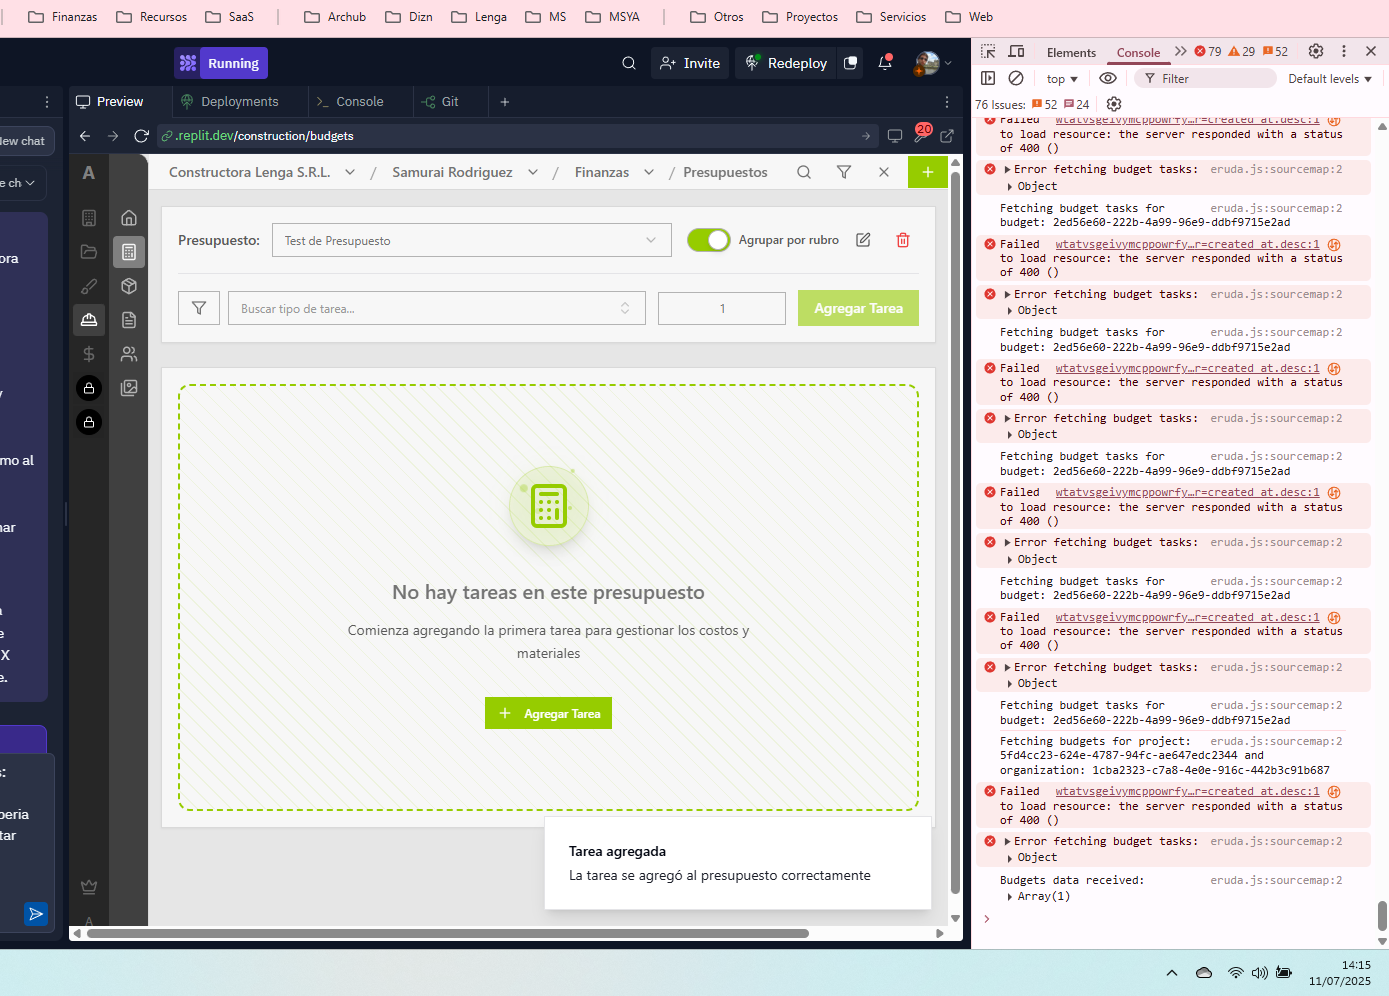 Finanzas
Recursos
SaaS
Archub
Dizn
Lenga
MS
MSYA
Otros
Proyectos
Servicios
Web
Running
Invite
Redeploy
Preview
Deployments
Console
Git
.replit.dev/construction/budgets
20
ew chat
e ch
ora
y
mo al
nar
a
e
X
e.
s:
peria
tar
A
Constructora Lenga S.R.L.
/
Samurai Rodriguez
/
Finanzas
/
Presupuestos
Presupuesto:
Test de Presupuesto
Agrupar por rubro
Buscar tipo de tarea...
1
Agregar Tarea
No hay tareas en este presupuesto
Comienza agregando la primera tarea para gestionar los costos y
materiales
Agregar Tarea
Tarea agregada
La tarea se agregó al presupuesto correctamente
A
Elements
Console
79
29
52
top
Filter
Default levels
76 Issues:
52
24
Failed wtatvsgeivymcppowrfy…r=created_at.desc:1
to load resource: the server responded with a status
of 400 ()
Error fetching budget tasks: eruda.js:sourcemap:2
Object
Fetching budget tasks for eruda.js:sourcemap:2
budget: 2ed56e60-222b-4a99-96e9-ddbf9715e2ad
Failed wtatvsgeivymcppowrfy…r=created_at.desc:1
to load resource: the server responded with a status
of 400 ()
Error fetching budget tasks: eruda.js:sourcemap:2
Object
Fetching budget tasks for eruda.js:sourcemap:2
budget: 2ed56e60-222b-4a99-96e9-ddbf9715e2ad
Failed wtatvsgeivymcppowrfy…r=created_at.desc:1
to load resource: the server responded with a status
of 400 ()
Error fetching budget tasks: eruda.js:sourcemap:2
Object
Fetching budget tasks for eruda.js:sourcemap:2
budget: 2ed56e60-222b-4a99-96e9-ddbf9715e2ad
Failed wtatvsgeivymcppowrfy…r=created_at.desc:1
to load resource: the server responded with a status
of 400 ()
Error fetching budget tasks: eruda.js:sourcemap:2
Object
Fetching budget tasks for eruda.js:sourcemap:2
budget: 2ed56e60-222b-4a99-96e9-ddbf9715e2ad
Failed wtatvsgeivymcppowrfy…r=created_at.desc:1
to load resource: the server responded with a status
of 400 ()
Error fetching budget tasks: eruda.js:sourcemap:2
Object
Fetching budget tasks for eruda.js:sourcemap:2
budget: 2ed56e60-222b-4a99-96e9-ddbf9715e2ad
Fetching budgets for project: eruda.js:sourcemap:2
5fd4cc23-624e-4787-94fc-ae647edc2344 and
organization: 1cba2323-c7a8-4e0e-916c-442b3c91b687
Failed wtatvsgeivymcppowrfy…r=created_at.desc:1
to load resource: the server responded with a status
of 400 ()
Error fetching budget tasks: eruda.js:sourcemap:2
Object
Budgets data received: eruda.js:sourcemap:2
Array(1)
14:15
11/07/2025